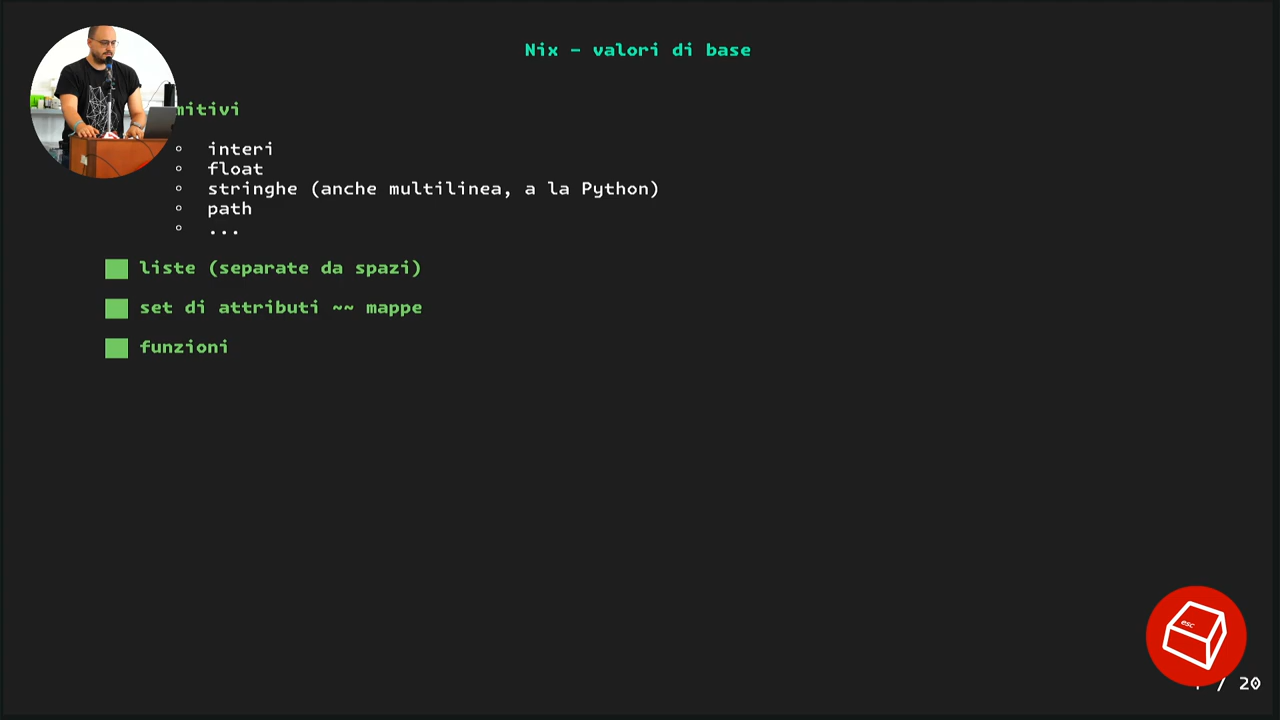 Nix - valori di base
mitivi
interi
float
stringhe (anche multilinea, a la Python)
path
...
liste (separate da spazi)
set di attributi ~~ mappe
funzioni
esc
/ 20